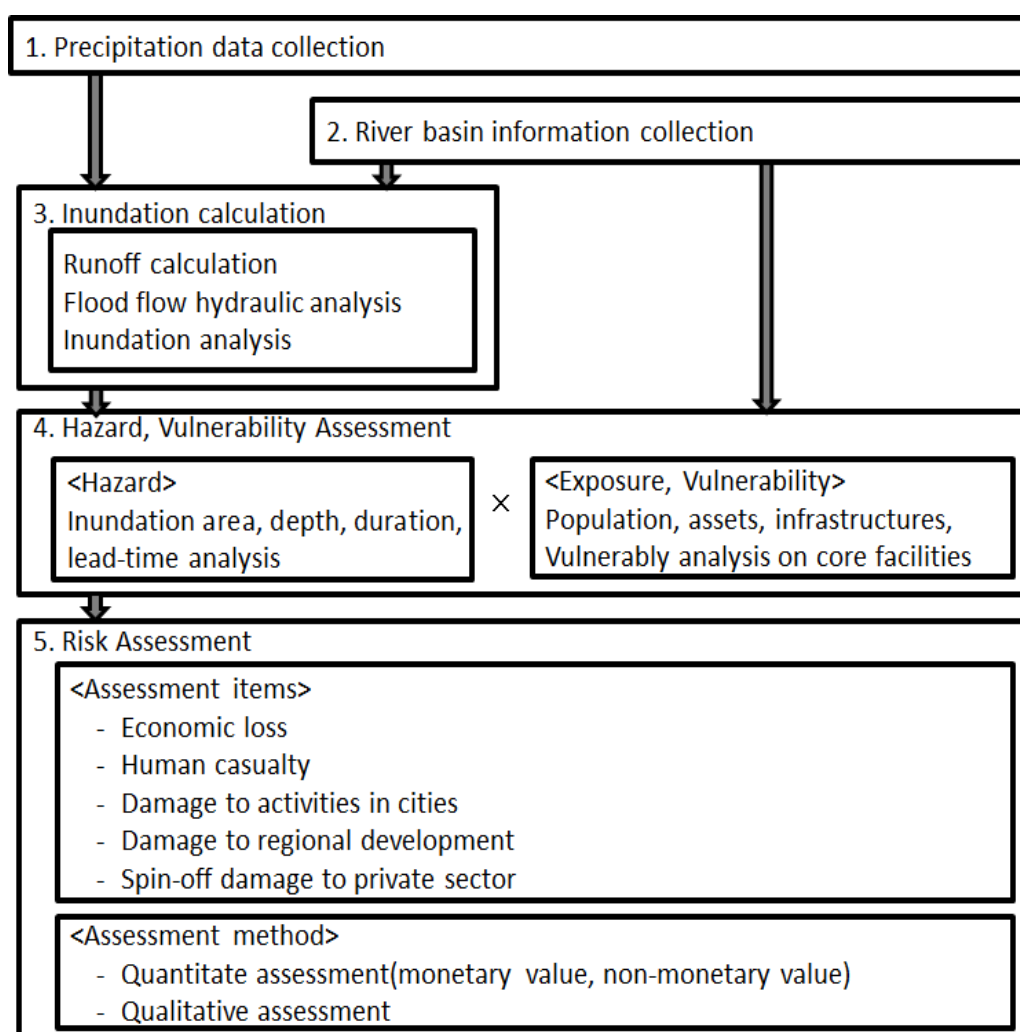 1. Precipitation data collection
2. River basin information collection
3. Inundation calculation
Runoff calculation
Flood flow hydraulic analysis
Inundation analysis
4. Hazard, Vulnerability Assessment
<Hazard>
Inundation area, depth, duration,
lead-time analysis
×
<Exposure, Vulnerability>
Population, assets, infrastructures,
Vulnerably analysis on core facilities
5. Risk Assessment
<Assessment items>
- Economic loss
- Human casualty
- Damage to activities in cities
- Damage to regional development
- Spin-off damage to private sector
<Assessment method>
- Quantitate assessment(monetary value, non-monetary value)
- Qualitative assessment